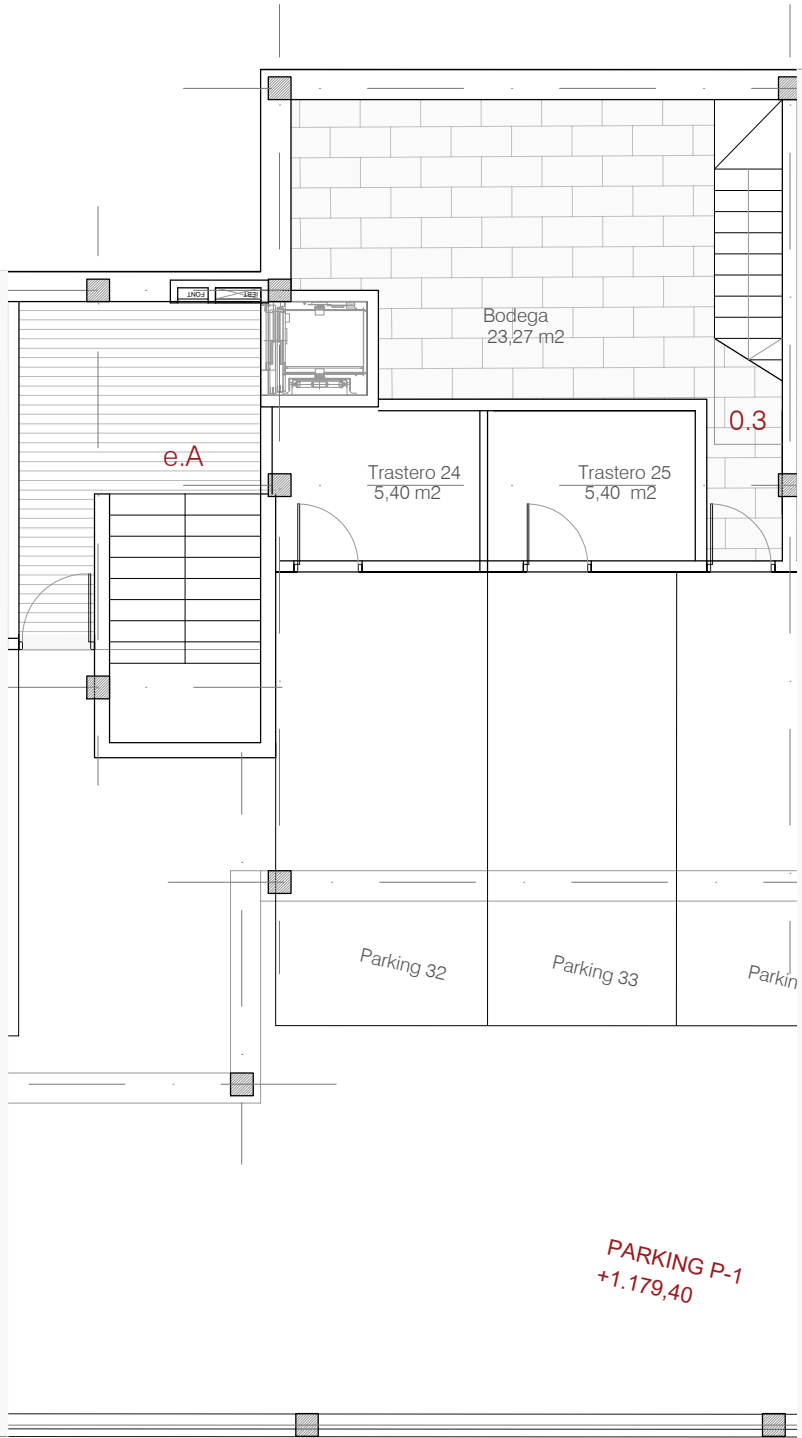 FONT
Bodega
23,27 m2
0.3
e.A
Trastero 24
5,40 m2
Trastero 25
5,40 m2
Parking 32
Parking 33
Parkin
PARKING P-1
+1.179,40